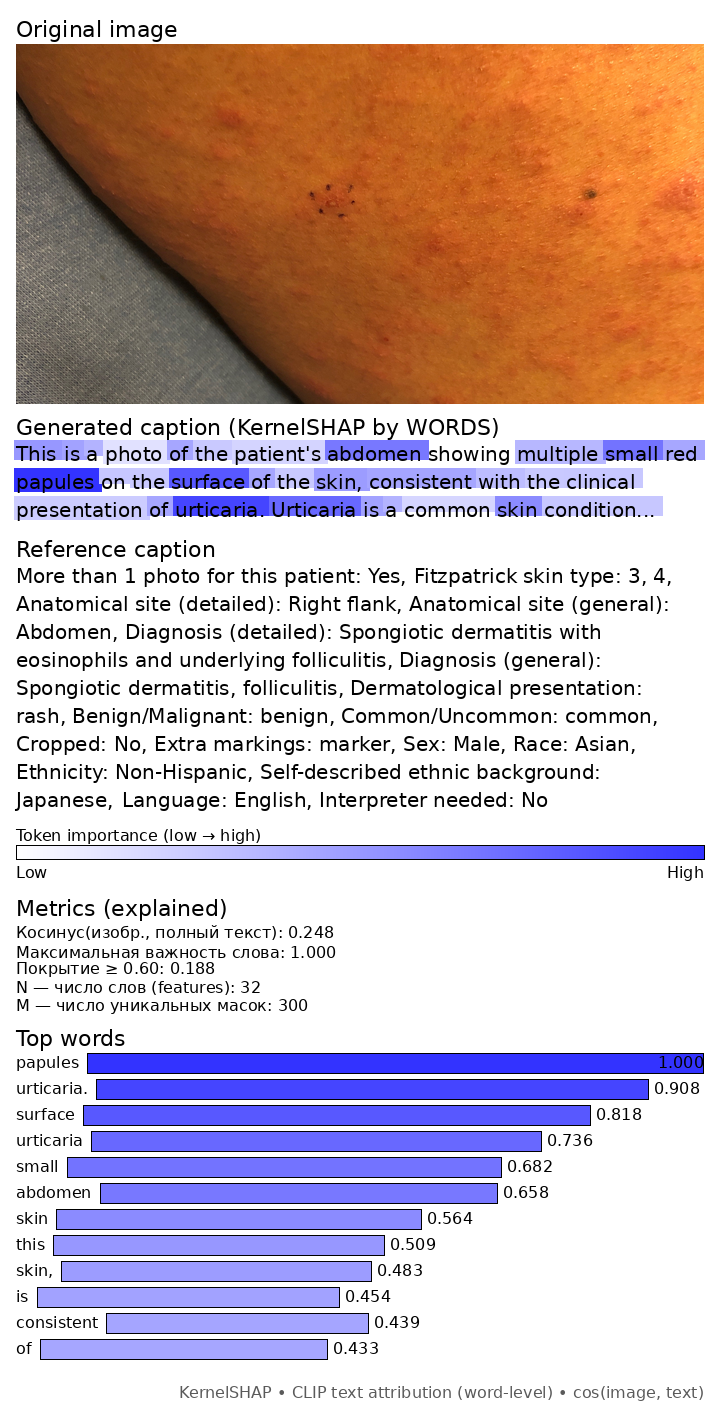 Original image
Generated caption (KernelSHAP by WORDS)
This is a photo of the patient's abdomen showing multiple small red
papules on the surface of the skin, consistent with the clinical
presentation of urticaria. Urticaria is a common skin condition...
Reference caption
More than 1 photo for this patient: Yes, Fitzpatrick skin type: 3, 4,
Anatomical site (detailed): Right flank, Anatomical site (general):
Abdomen, Diagnosis (detailed): Spongiotic dermatitis with
eosinophils and underlying folliculitis, Diagnosis (general):
Spongiotic dermatitis, folliculitis, Dermatological presentation:
rash, Benign/Malignant: benign, Common/Uncommon: common,
Cropped: No, Extra markings: marker, Sex: Male, Race: Asian,
Ethnicity: Non-Hispanic, Self-described ethnic background:
Japanese, Language: English, Interpreter needed: No
Token importance (low → high)
Low High
Metrics (explained)
Косинус(изобр., полный текст): 0.248
Максимальная важность слова: 1.000
Покрытие ≥ 0.60: 0.188
N — число слов (features): 32
M — число уникальных масок: 300
Top words
papules 1.000
urticaria. 0.908
surface 0.818
urticaria 0.736
small 0.682
abdomen 0.658
skin 0.564
this 0.509
skin, 0.483
is 0.454
consistent 0.439
of 0.433
KernelSHAP • CLIP text attribution (word-level) • cos(image, text)